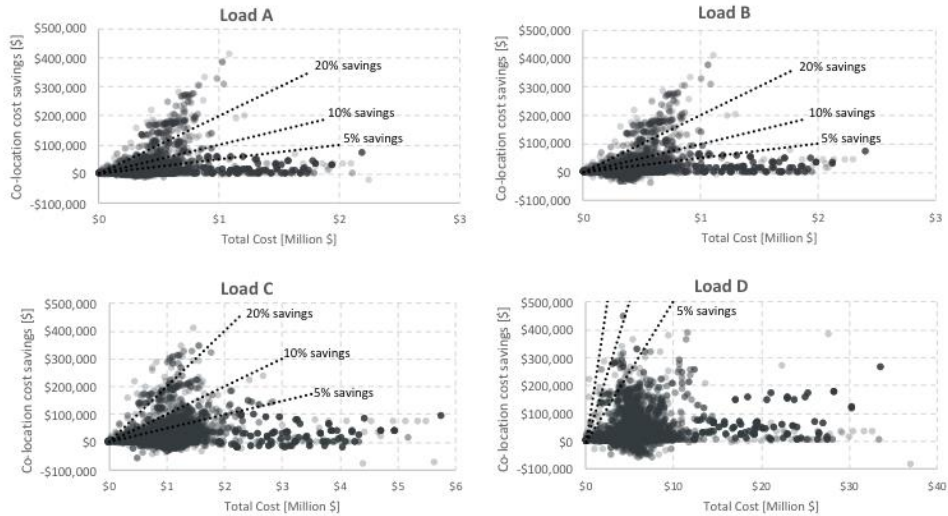 Load A
Co-location cost savings [$]
$500,000
$400,000
$300,000
$200,000
$100,000
$0
-$100,000
20% savings
10% savings
5% savings
$0 $1 $2 $3
Total Cost [Million $]
Load B
Co-location cost savings [$]
$500,000
$400,000
$300,000
$200,000
$100,000
$0
-$100,000
20% savings
10% savings
5% savings
$0 $1 $2 $3
Total Cost [Million $]
Load C
Co-location cost savings [$]
$500,000
$400,000
$300,000
$200,000
$100,000
$0
-$100,000
20% savings
10% savings
5% savings
$0 $1 $2 $3 $4 $5 $6
Total Cost [Million $]
Load D
Co-location cost savings [$]
$500,000
$400,000
$300,000
$200,000
$100,000
$0
-$100,000
5% savings
$0 $10 $20 $30 $40
Total Cost [Million $]